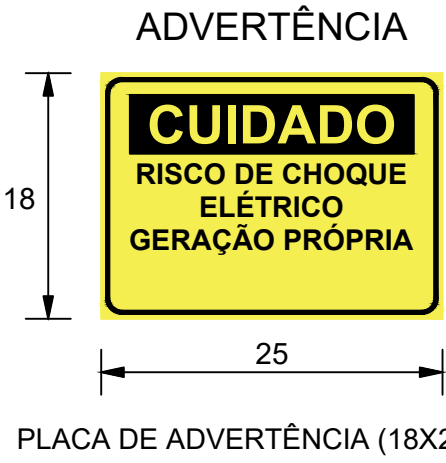 ADVERTÊNCIA
CUIDADO
RISCO DE CHOQUE
ELÉTRICO
GERAÇÃO PRÓPRIA
18
25
PLACA DE ADVERTÊNCIA (18X2